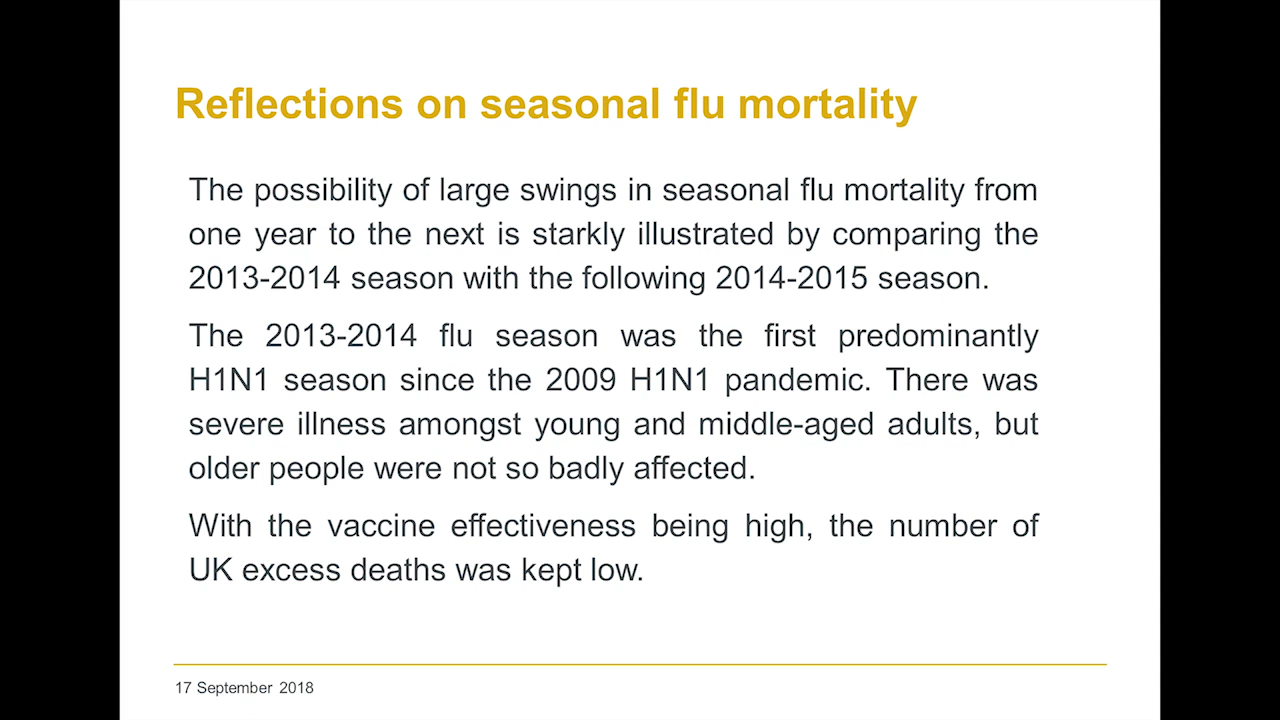 Reflections on seasonal flu mortality
The possibility of large swings in seasonal flu mortality from
one year to the next is starkly illustrated by comparing the
2013-2014 season with the following 2014-2015 season.
The 2013-2014 flu season was the first predominantly
H1N1 season since the 2009 H1N1 pandemic. There was
severe illness amongst young and middle-aged adults, but
older people were not so badly affected.
With the vaccine effectiveness being high, the number of
UK excess deaths was kept low.
17 September 2018